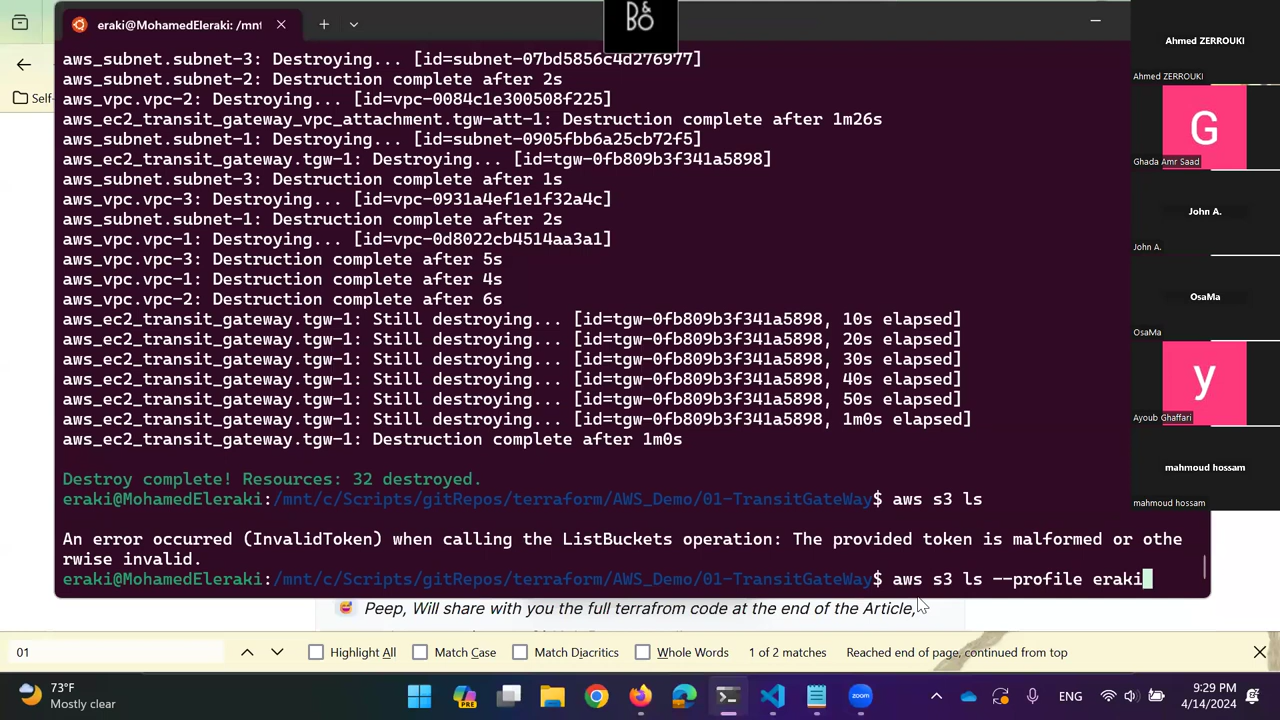 eraki@MohamedEleraki: /mnt
D&
BO
Self-
aws_subnet.subnet-3: Destroying... [id=subnet-07bd5856c4d276977]
aws_subnet.subnet-2: Destruction complete after 2s
aws_vpc.vpc-2: Destroying... [id=vpc-0084c1e300508f225]
aws_ec2_transit_gateway_vpc_attachment.tgw-att-1: Destruction complete after 1m26s
aws_subnet.subnet-1: Destroying... [id=subnet-0905fbb6a25cb72f5]
aws_ec2_transit_gateway.tgw-1: Destroying... [id=tgw-0fb809b3f341a5898]
aws_subnet.subnet-3: Destruction complete after 1s
aws_vpc.vpc-3: Destroying... [id=vpc-0931a4ef1e1f32a4c]
aws_subnet.subnet-1: Destruction complete after 2s
aws_vpc.vpc-1: Destroying... [id=vpc-0d8022cb4514aa3a1]
aws_vpc.vpc-3: Destruction complete after 5s
aws_vpc.vpc-1: Destruction complete after 4s
aws_vpc.vpc-2: Destruction complete after 6s
aws_ec2_transit_gateway.tgw-1: Still destroying... [id=tgw-0fb809b3f341a5898, 10s elapsed]
aws_ec2_transit_gateway.tgw-1: Still destroying... [id=tgw-0fb809b3f341a5898, 20s elapsed]
aws_ec2_transit_gateway.tgw-1: Still destroying... [id=tgw-0fb809b3f341a5898, 30s elapsed]
aws_ec2_transit_gateway.tgw-1: Still destroying... [id=tgw-0fb809b3f341a5898, 40s elapsed]
aws_ec2_transit_gateway.tgw-1: Still destroying... [id=tgw-0fb809b3f341a5898, 50s elapsed]
aws_ec2_transit_gateway.tgw-1: Still destroying... [id=tgw-0fb809b3f341a5898, 1m0s elapsed]
aws_ec2_transit_gateway.tgw-1: Destruction complete after 1m0s
Destroy complete! Resources: 32 destroyed.
eraki@MohamedEleraki:/mnt/c/Scripts/gitRepos/terraform/AWS_Demo/01-TransitGateWay$ aws s3 ls
An error occurred (InvalidToken) when calling the ListBuckets operation: The provided token is malformed or othe
rwise invalid.
eraki@MohamedEleraki:/mnt/c/Scripts/gitRepos/terraform/AWS_Demo/01-TransitGateWay$ aws s3 ls --profile eraki
Peep, Will share with you the full terrafrom code at the end of the Article,
01
Highlight All
Match Case
Match Diacritics
Whole Words
1 of 2 matches
Reached end of page, continued from top
73°F
Mostly clear
PRE
zoom
ENG
9:29 PM
4/14/2024
Ahmed ZERROUKI
Ahmed ZERROUKI
G
Ghada Amr Saad
John A.
John A.
OsaMa
OsaMa
y
Ayoub Ghaffari
mahmoud hossam
mahmoud hossam